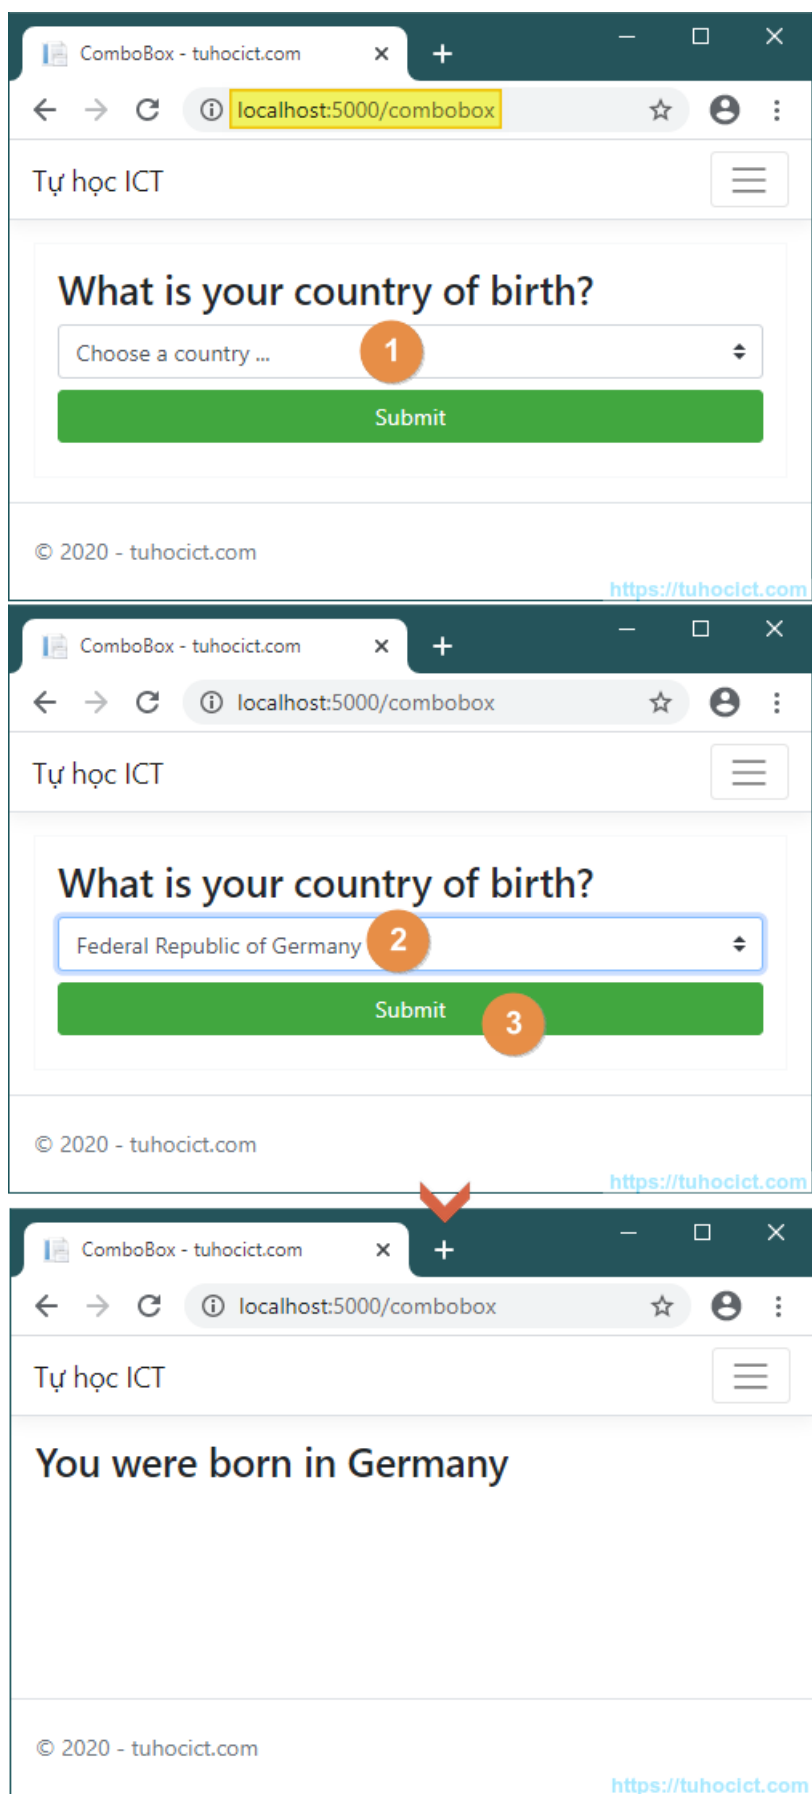 ComboBox - tuhocict.com
localhost:5000/combobox
Tự học ICT
What is your country of birth?
Choose a country ...
1
Submit
© 2020 - tuhocict.com
https://tuhocict.com
ComboBox - tuhocict.com
localhost:5000/combobox
Tự học ICT
What is your country of birth?
Federal Republic of Germany
2
Submit
3
© 2020 - tuhocict.com
https://tuhocict.com
ComboBox - tuhocict.com
localhost:5000/combobox
Tự học ICT
You were born in Germany
© 2020 - tuhocict.com
https://tuhocict.com